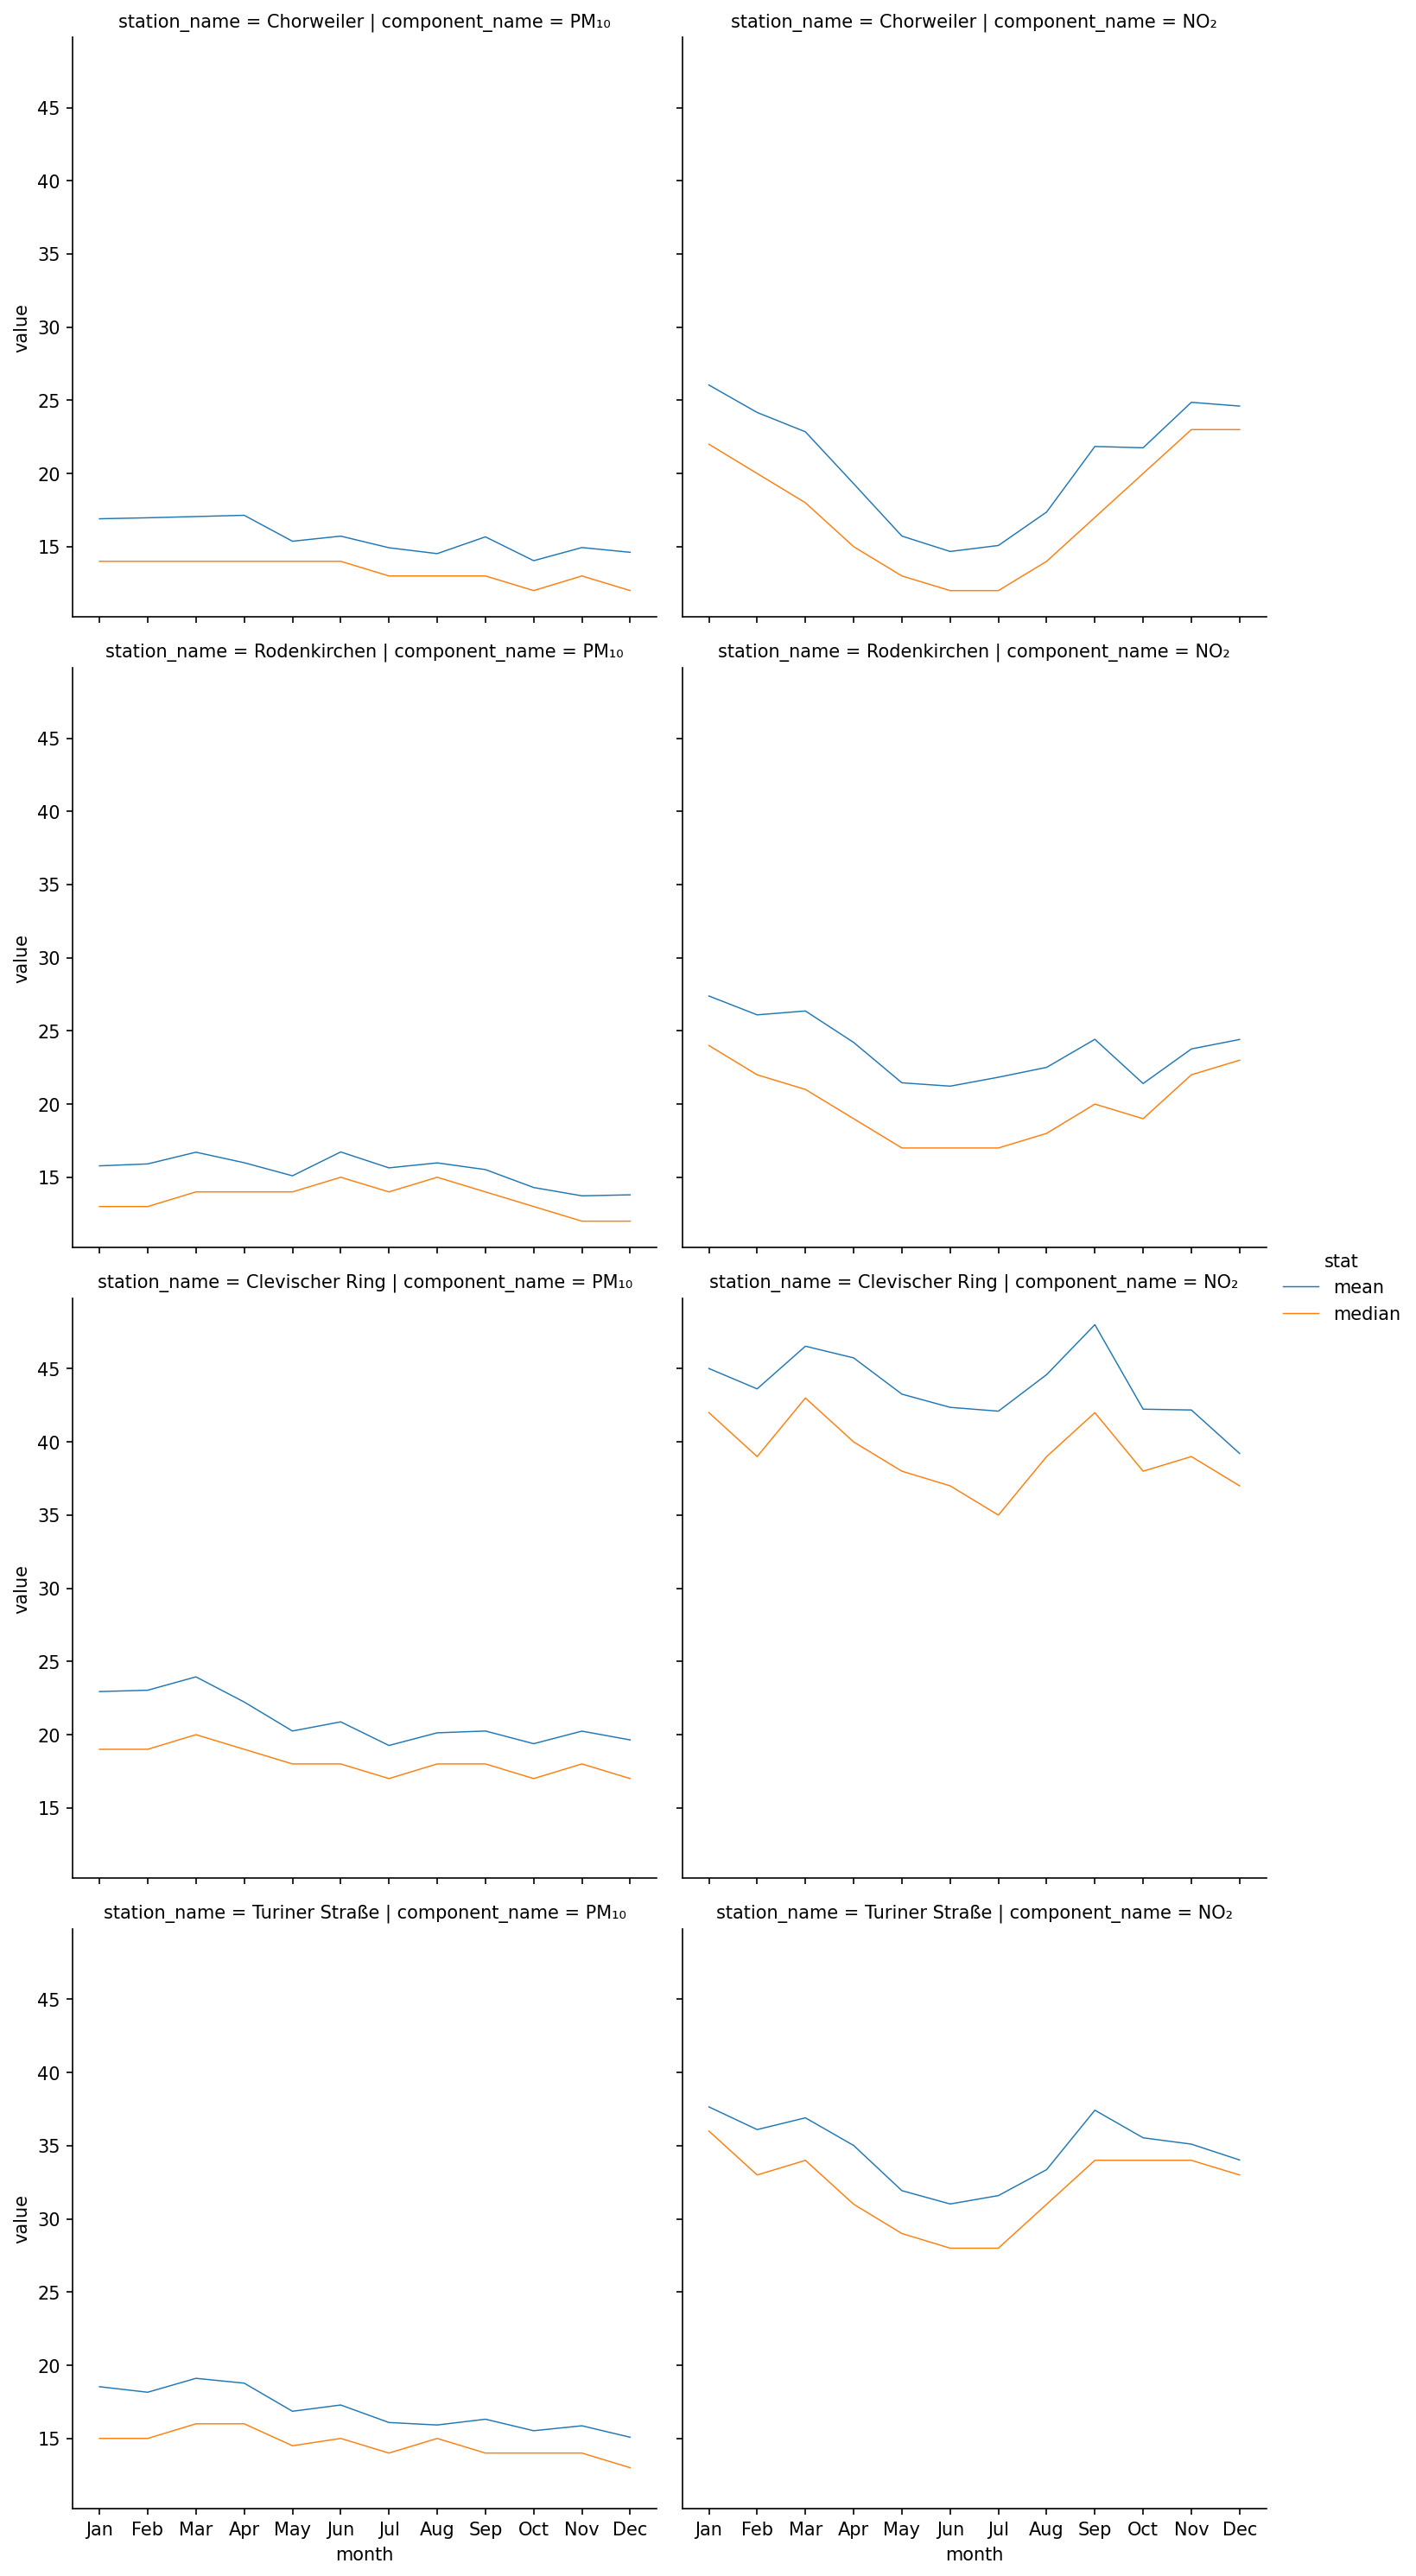 station_name = Chorweiler | component_name = PM₁₀
station_name = Chorweiler | component_name = NO₂
45
40
35
30
25
20
15
value
station_name = Rodenkirchen | component_name = PM₁₀
station_name = Rodenkirchen | component_name = NO₂
45
40
35
30
25
20
15
value
stat
mean
median
station_name = Clevischer Ring | component_name = PM₁₀
station_name = Clevischer Ring | component_name = NO₂
45
40
35
30
25
20
15
value
station_name = Turiner Straße | component_name = PM₁₀
station_name = Turiner Straße | component_name = NO₂
45
40
35
30
25
20
15
value
Jan Feb Mar Apr May Jun Jul Aug Sep Oct Nov Dec
month
Jan Feb Mar Apr May Jun Jul Aug Sep Oct Nov Dec
month